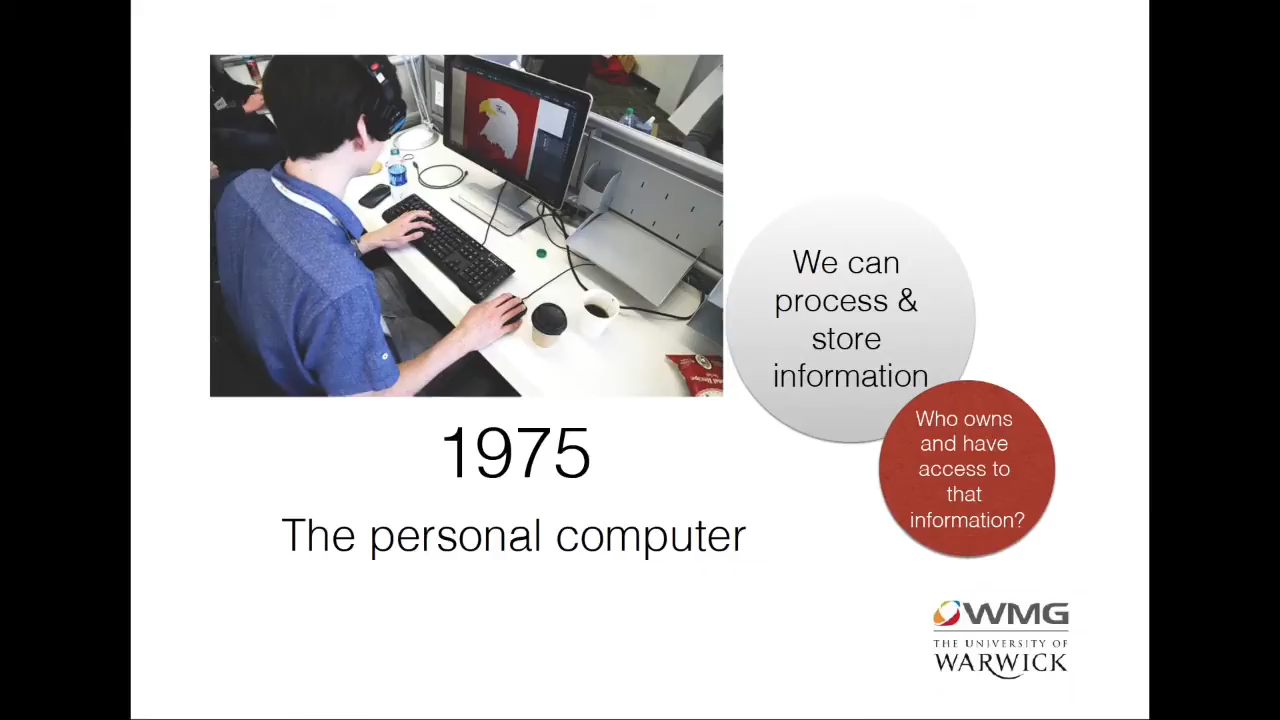 We can
process &
store
information
Who owns
and have
access to
that
information?
1975
The personal computer
WMG
THE UNIVERSITY OF
WARWICK